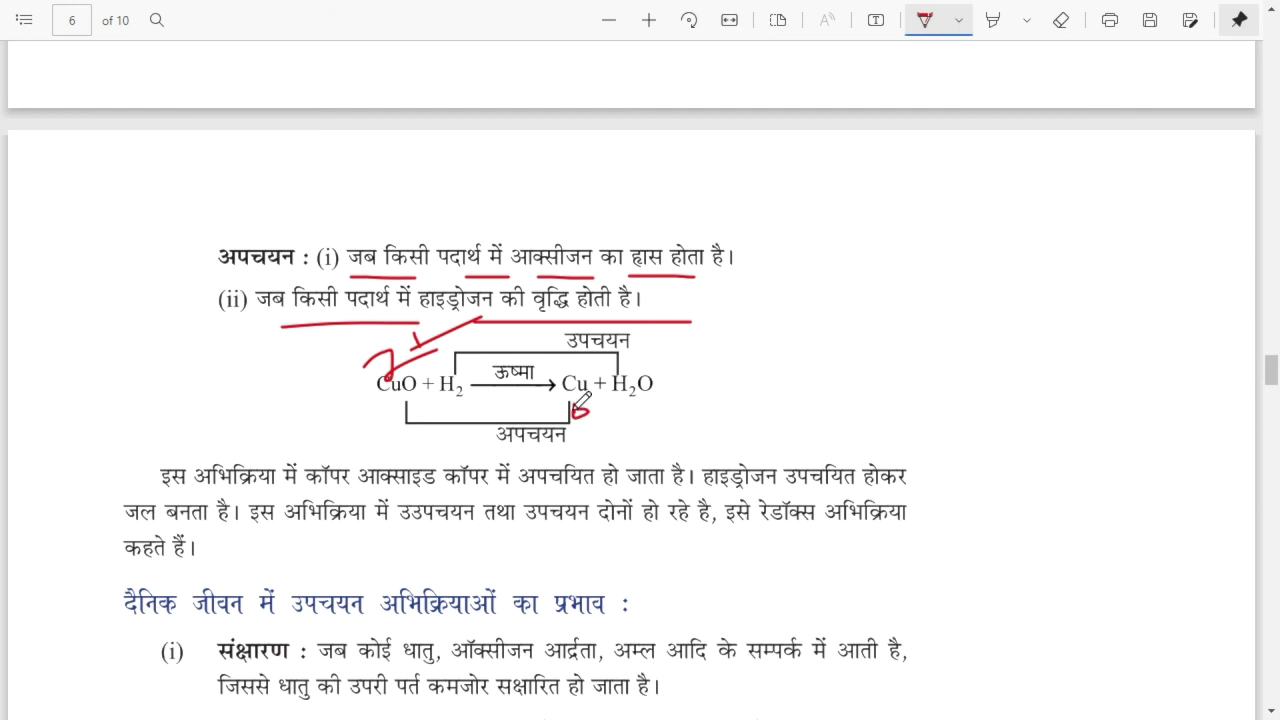 6 of 10
अपचयन : (i) जब किसी पदार्थ में आक्सीजन का ह्रास होता है।
(ii) जब किसी पदार्थ में हाइड्रोजन की वृद्धि होती है।
उपचयन
ऊष्मा
CuO + H2 → Cu + H2O
अपचयन
इस अभिक्रिया में कॉपर आक्साइड कॉपर में अपचयित हो जाता है। हाइड्रोजन उपचयित होकर
जल बनता है। इस अभिक्रिया में उउपचयन तथा उपचयन दोनों हो रहे है, इसे रेडॉक्स अभिक्रिया
कहते हैं।
दैनिक जीवन में उपचयन अभिक्रियाओं का प्रभाव :
(i) संक्षारण : जब कोई धातु, ऑक्सीजन आर्द्रता, अम्ल आदि के सम्पर्क में आती है,
जिससे धातु की उपरी पर्त कमजोर सक्षारित हो जाता है।